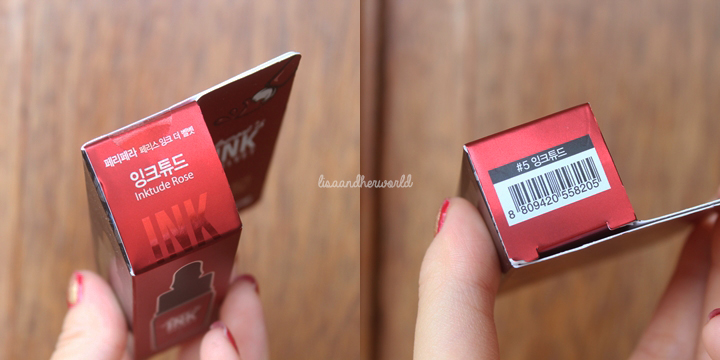 페리페라 페리스 잉크 더 벨벳
잉크튜드
Inktude Rose
INK
INK
INK
lisaandherworld
#5 잉크튜드
8 809420 558205